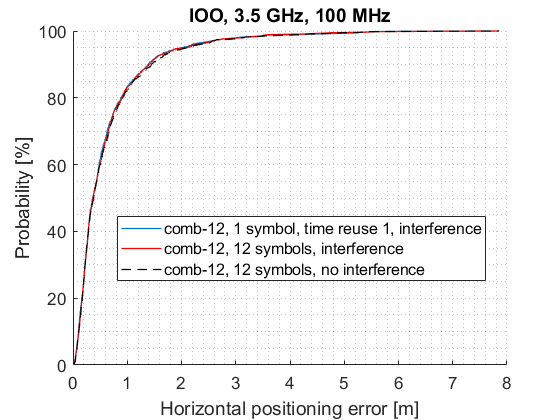 IOO, 3.5 GHz, 100 MHz
100
80
60
40
20
0
Probability [%]
comb-12, 1 symbol, time reuse 1, interference
comb-12, 12 symbols, interference
comb-12, 12 symbols, no interference
0 1 2 3 4 5 6 7 8
Horizontal positioning error [m]